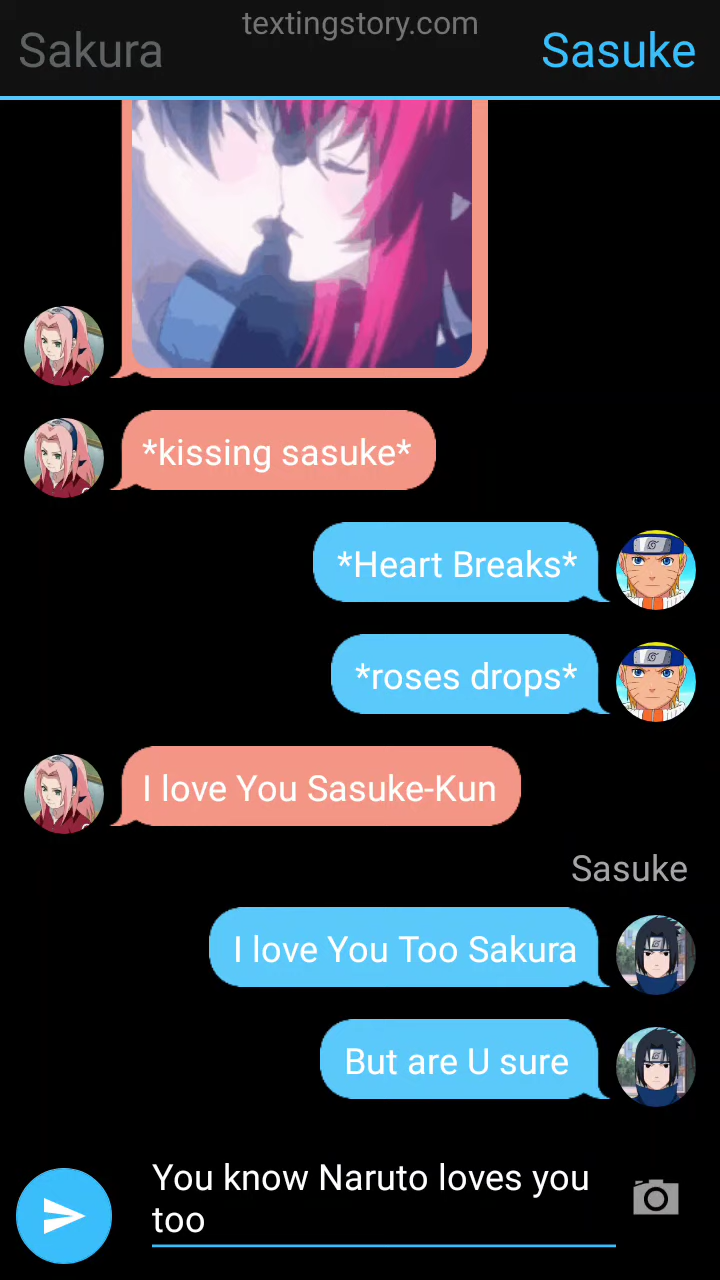 textingstory.com
Sakura
Sasuke
*kissing sasuke*
*Heart Breaks*
*roses drops*
I love You Sasuke-Kun
Sasuke
I love You Too Sakura
But are U sure
You know Naruto loves you
too